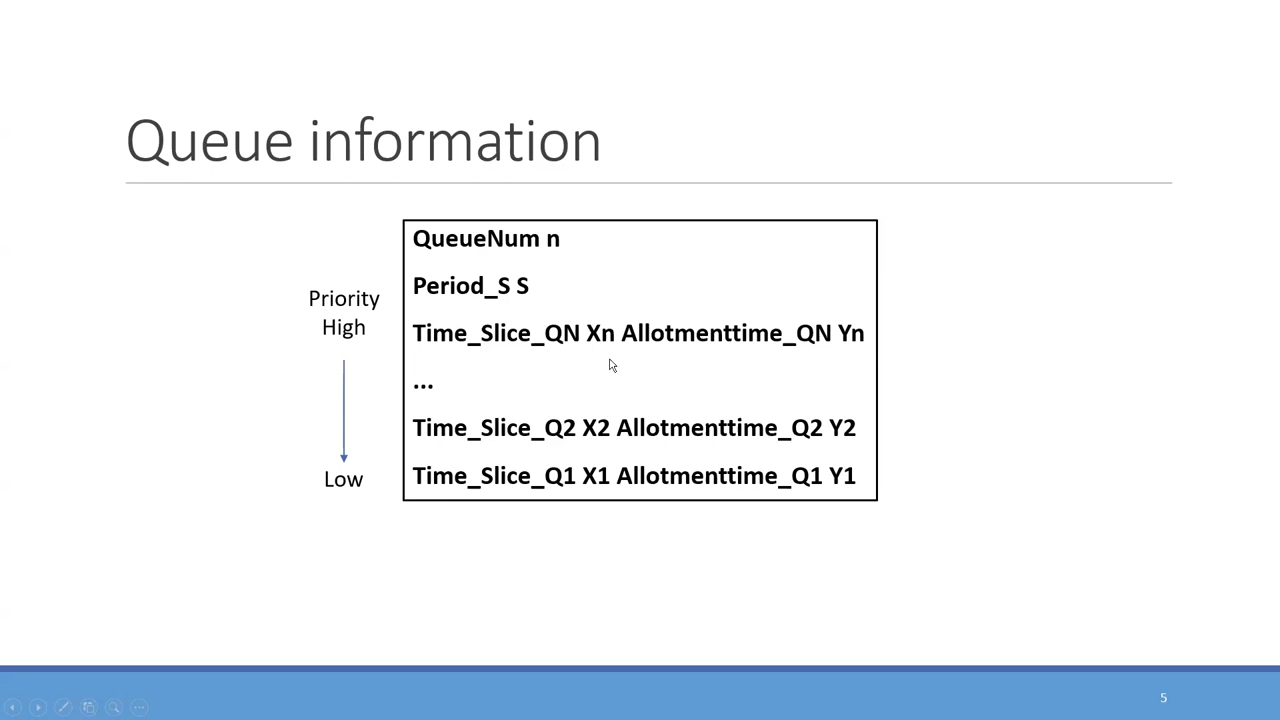 Queue information
QueueNum n
Period_S S
Priority
High
Time_Slice_QN Xn Allotmenttime_QN Yn
...
Time_Slice_Q2 X2 Allotmenttime_Q2 Y2
Time_Slice_Q1 X1 Allotmenttime_Q1 Y1
Low
5